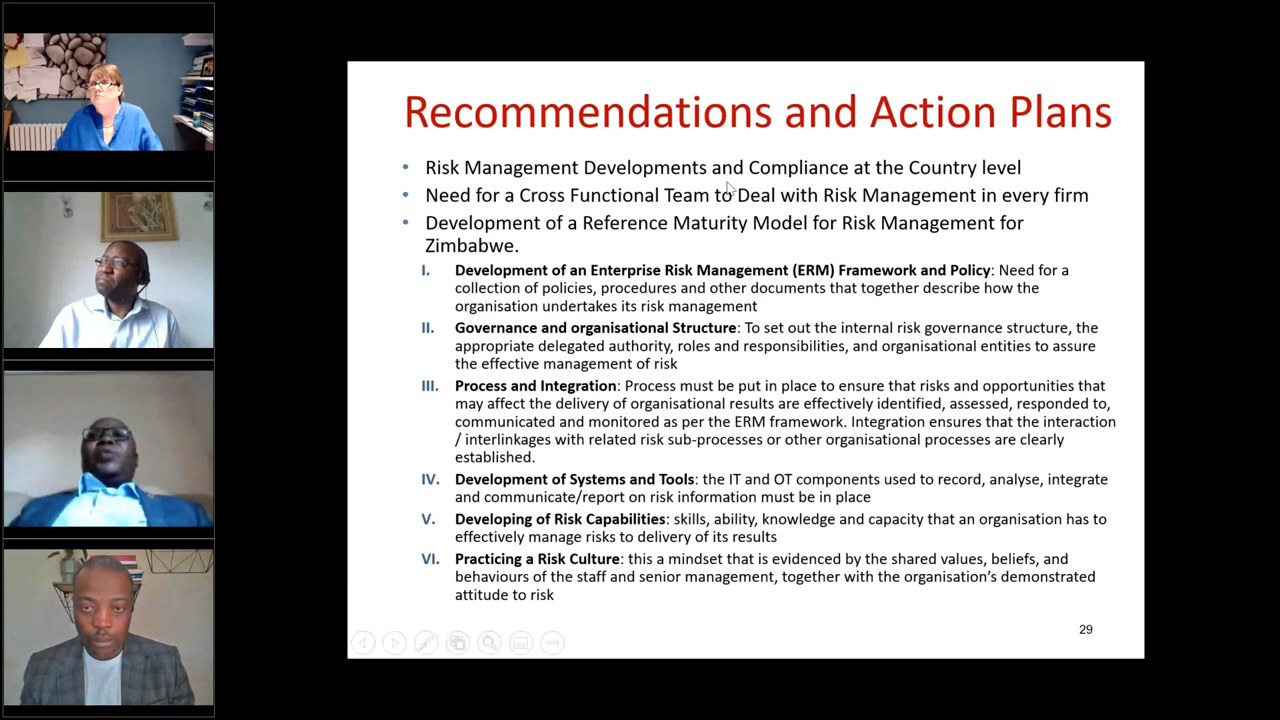 Recommendations and Action Plans
• Risk Management Developments and Compliance at the Country level
• Need for a Cross Functional Team to Deal with Risk Management in every firm
• Development of a Reference Maturity Model for Risk Management for
Zimbabwe.
I. Development of an Enterprise Risk Management (ERM) Framework and Policy: Need for a
collection of policies, procedures and other documents that together describe how the
organisation undertakes its risk management
II. Governance and organisational Structure: To set out the internal risk governance structure, the
appropriate delegated authority, roles and responsibilities, and organisational entities to assure
the effective management of risk
III. Process and Integration: Process must be put in place to ensure that risks and opportunities that
may affect the delivery of organisational results are effectively identified, assessed, responded to,
communicated and monitored as per the ERM framework. Integration ensures that the interaction
/ interlinkages with related risk sub-processes or other organisational processes are clearly
established.
IV. Development of Systems and Tools: the IT and OT components used to record, analyse, integrate
and communicate/report on risk information must be in place
V. Developing of Risk Capabilities: skills, ability, knowledge and capacity that an organisation has to
effectively manage risks to delivery of its results
VI. Practicing a Risk Culture: this a mindset that is evidenced by the shared values, beliefs, and
behaviours of the staff and senior management, together with the organisation's demonstrated
attitude to risk
29